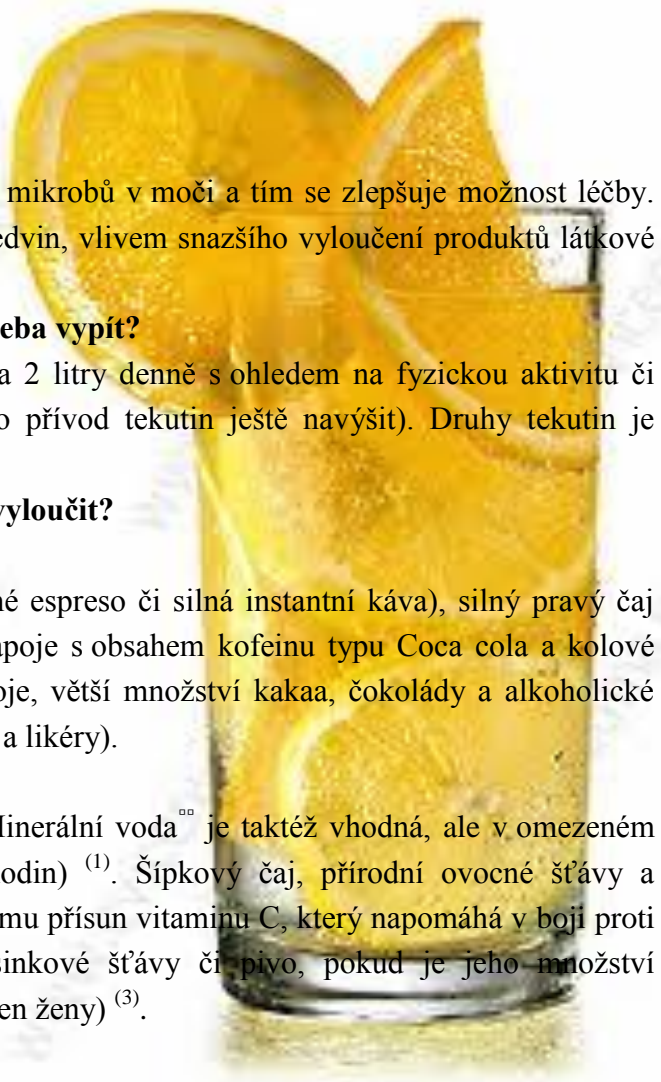 mikrobů v moči a tím se zlepšuje možnost léčby.
edvin, vlivem snazšího vyloučení produktů látkové
eba vypít?
a 2 litry denně s ohledem na fyzickou aktivitu či
o přívod tekutin ještě navýšit). Druhy tekutin je
vyloučit?
né espreso či silná instantní káva), silný pravý čaj
ápoje s obsahem kofeinu typu Coca cola a kolové
oje, větší množství kakaa, čokolády a alkoholické
a likéry).
Minerální voda¤¤ je taktéž vhodná, ale v omezeném
odin) (1). Šípkový čaj, přírodní ovocné šťávy a
mu přísun vitaminu C, který napomáhá v boji proti
sinkové šťávy či pivo, pokud je jeho množství
en ženy) (3).